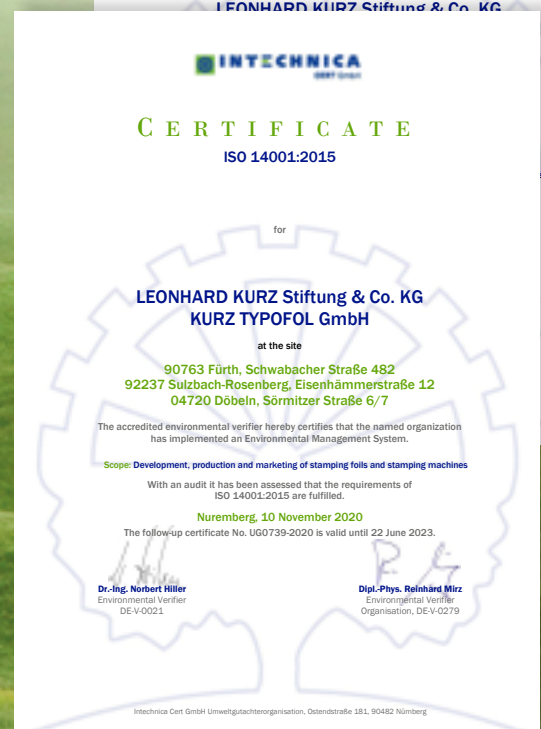 LEONHARD KURZ Stiftung & Co. KG
INTECHNICA
CERT GmbH
CERTIFICATE
ISO 14001:2015
for
LEONHARD KURZ Stiftung & Co. KG
KURZ TYPOFOL GmbH
at the site
90763 Fürth, Schwabacher Straße 482
92237 Sulzbach-Rosenberg, Eisenhämmerstraße 12
04720 Döbeln, Sörmitzer Straße 6/7
The accredited environmental verifier hereby certifies that the named organization
has implemented an Environmental Management System.
Scope: Development, production and marketing of stamping foils and stamping machines
With an audit it has been assessed that the requirements of
ISO 14001:2015 are fulfilled.
Nuremberg, 10 November 2020
The follow-up certificate No. UG0739-2020 is valid until 22 June 2023.
Dr.-Ing. Norbert Hiller
Environmental Verifier
DE-V-0021
Dipl.-Phys. Reinhard Mirz
Environmental Verifier
Organisation, DE-V-0279
Intechnica Cert GmbH Umweltgutachterorganisation, Ostendstraße 181, 90482 Nürnberg